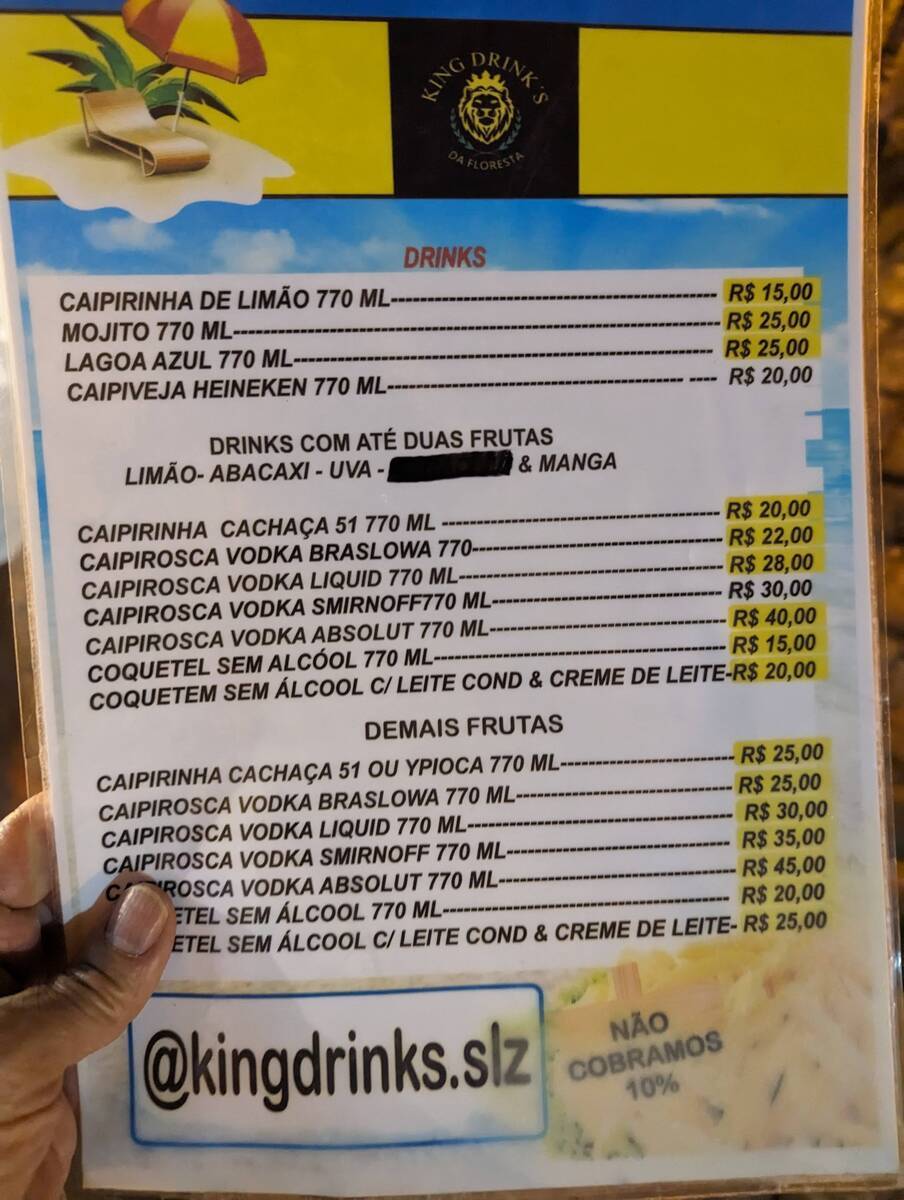 KING DRINK'S
DA FLORESTA
DRINKS
CAIPIRINHA DE LIMÃO 770 ML-------------------------------------------------- R$ 15,00
MOJITO 770 ML-------------------------------------------------------------------------- R$ 25,00
LAGOA AZUL 770 ML---------------------------------------------------------------- R$ 25,00
CAIPIVEJA HEINEKEN 770 ML--------------------------------------------- ---- R$ 20,00
DRINKS COM ATÉ DUAS FRUTAS
LIMÃO- ABACAXI - UVA - & MANGA
CAIPIRINHA CACHAÇA 51 770 ML ------------------------------------------- R$ 20,00
CAIPIROSCA VODKA BRASLOWA 770-------------------------------------- R$ 22,00
CAIPIROSCA VODKA LIQUID 770 ML---------------------------------------- R$ 28,00
CAIPIROSCA VODKA SMIRNOFF770 ML----------------------------------- R$ 30,00
CAIPIROSCA VODKA ABSOLUT 770 ML------------------------------------ R$ 40,00
COQUETEL SEM ALCÓOL 770 ML-------------------------------------------- R$ 15,00
COQUETEM SEM ÁLCOOL C/ LEITE COND & CREME DE LEITE-R$ 20,00
DEMAIS FRUTAS
CAIPIRINHA CACHAÇA 51 OU YPIOCA 770 ML-------------------------- R$ 25,00
CAIPIROSCA VODKA BRASLOWA 770 ML--------------------------------- R$ 25,00
CAIPIROSCA VODKA LIQUID 770 ML---------------------------------------- R$ 30,00
CAIPIROSCA VODKA SMIRNOFF 770 ML---------------------------------- R$ 35,00
CAIPIROSCA VODKA ABSOLUT 770 ML----------------------------------- R$ 45,00
ETEL SEM ÁLCOOL 770 ML-------------------------------------------- R$ 20,00
ETEL SEM ÁLCOOL C/ LEITE COND & CREME DE LEITE- R$ 25,00
@kingdrinks.slz
NÃO
COBRAMOS
10%